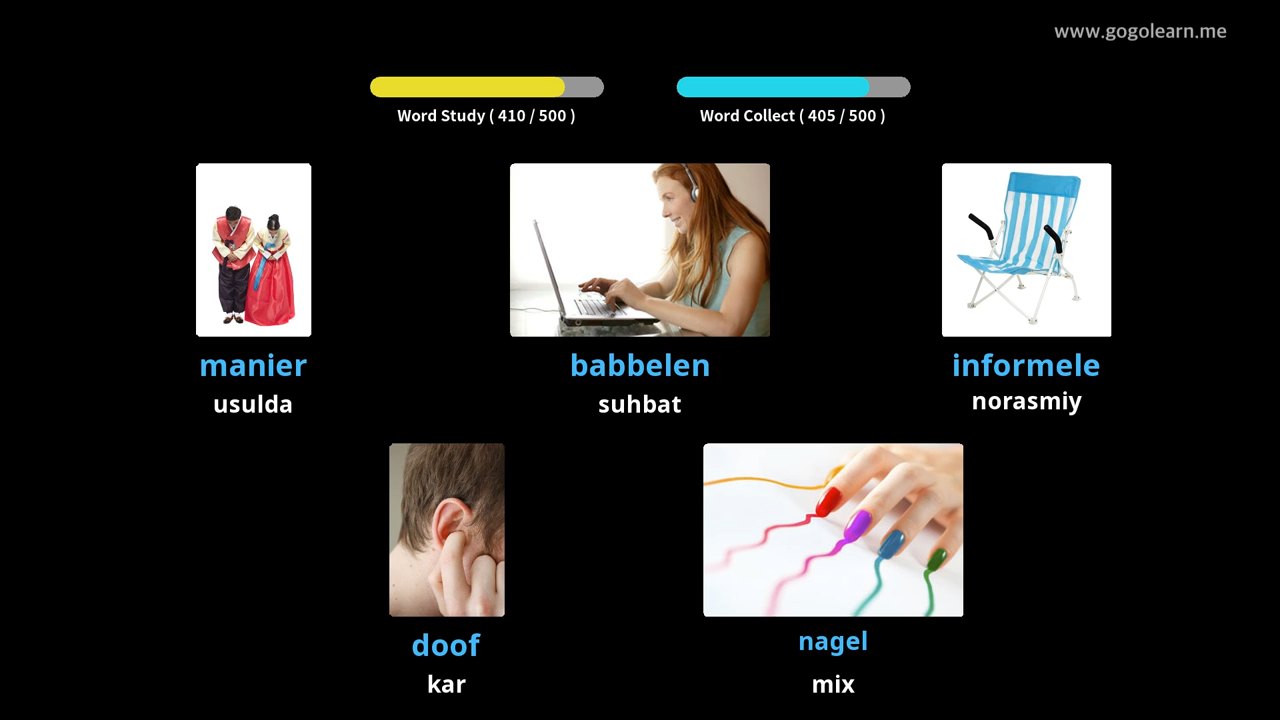 www.gogolearn.me
Word Study ( 410 / 500 )
Word Collect ( 405 / 500 )
manier
usulda
babbelen
suhbat
informele
norasmiy
doof
kar
nagel
mix